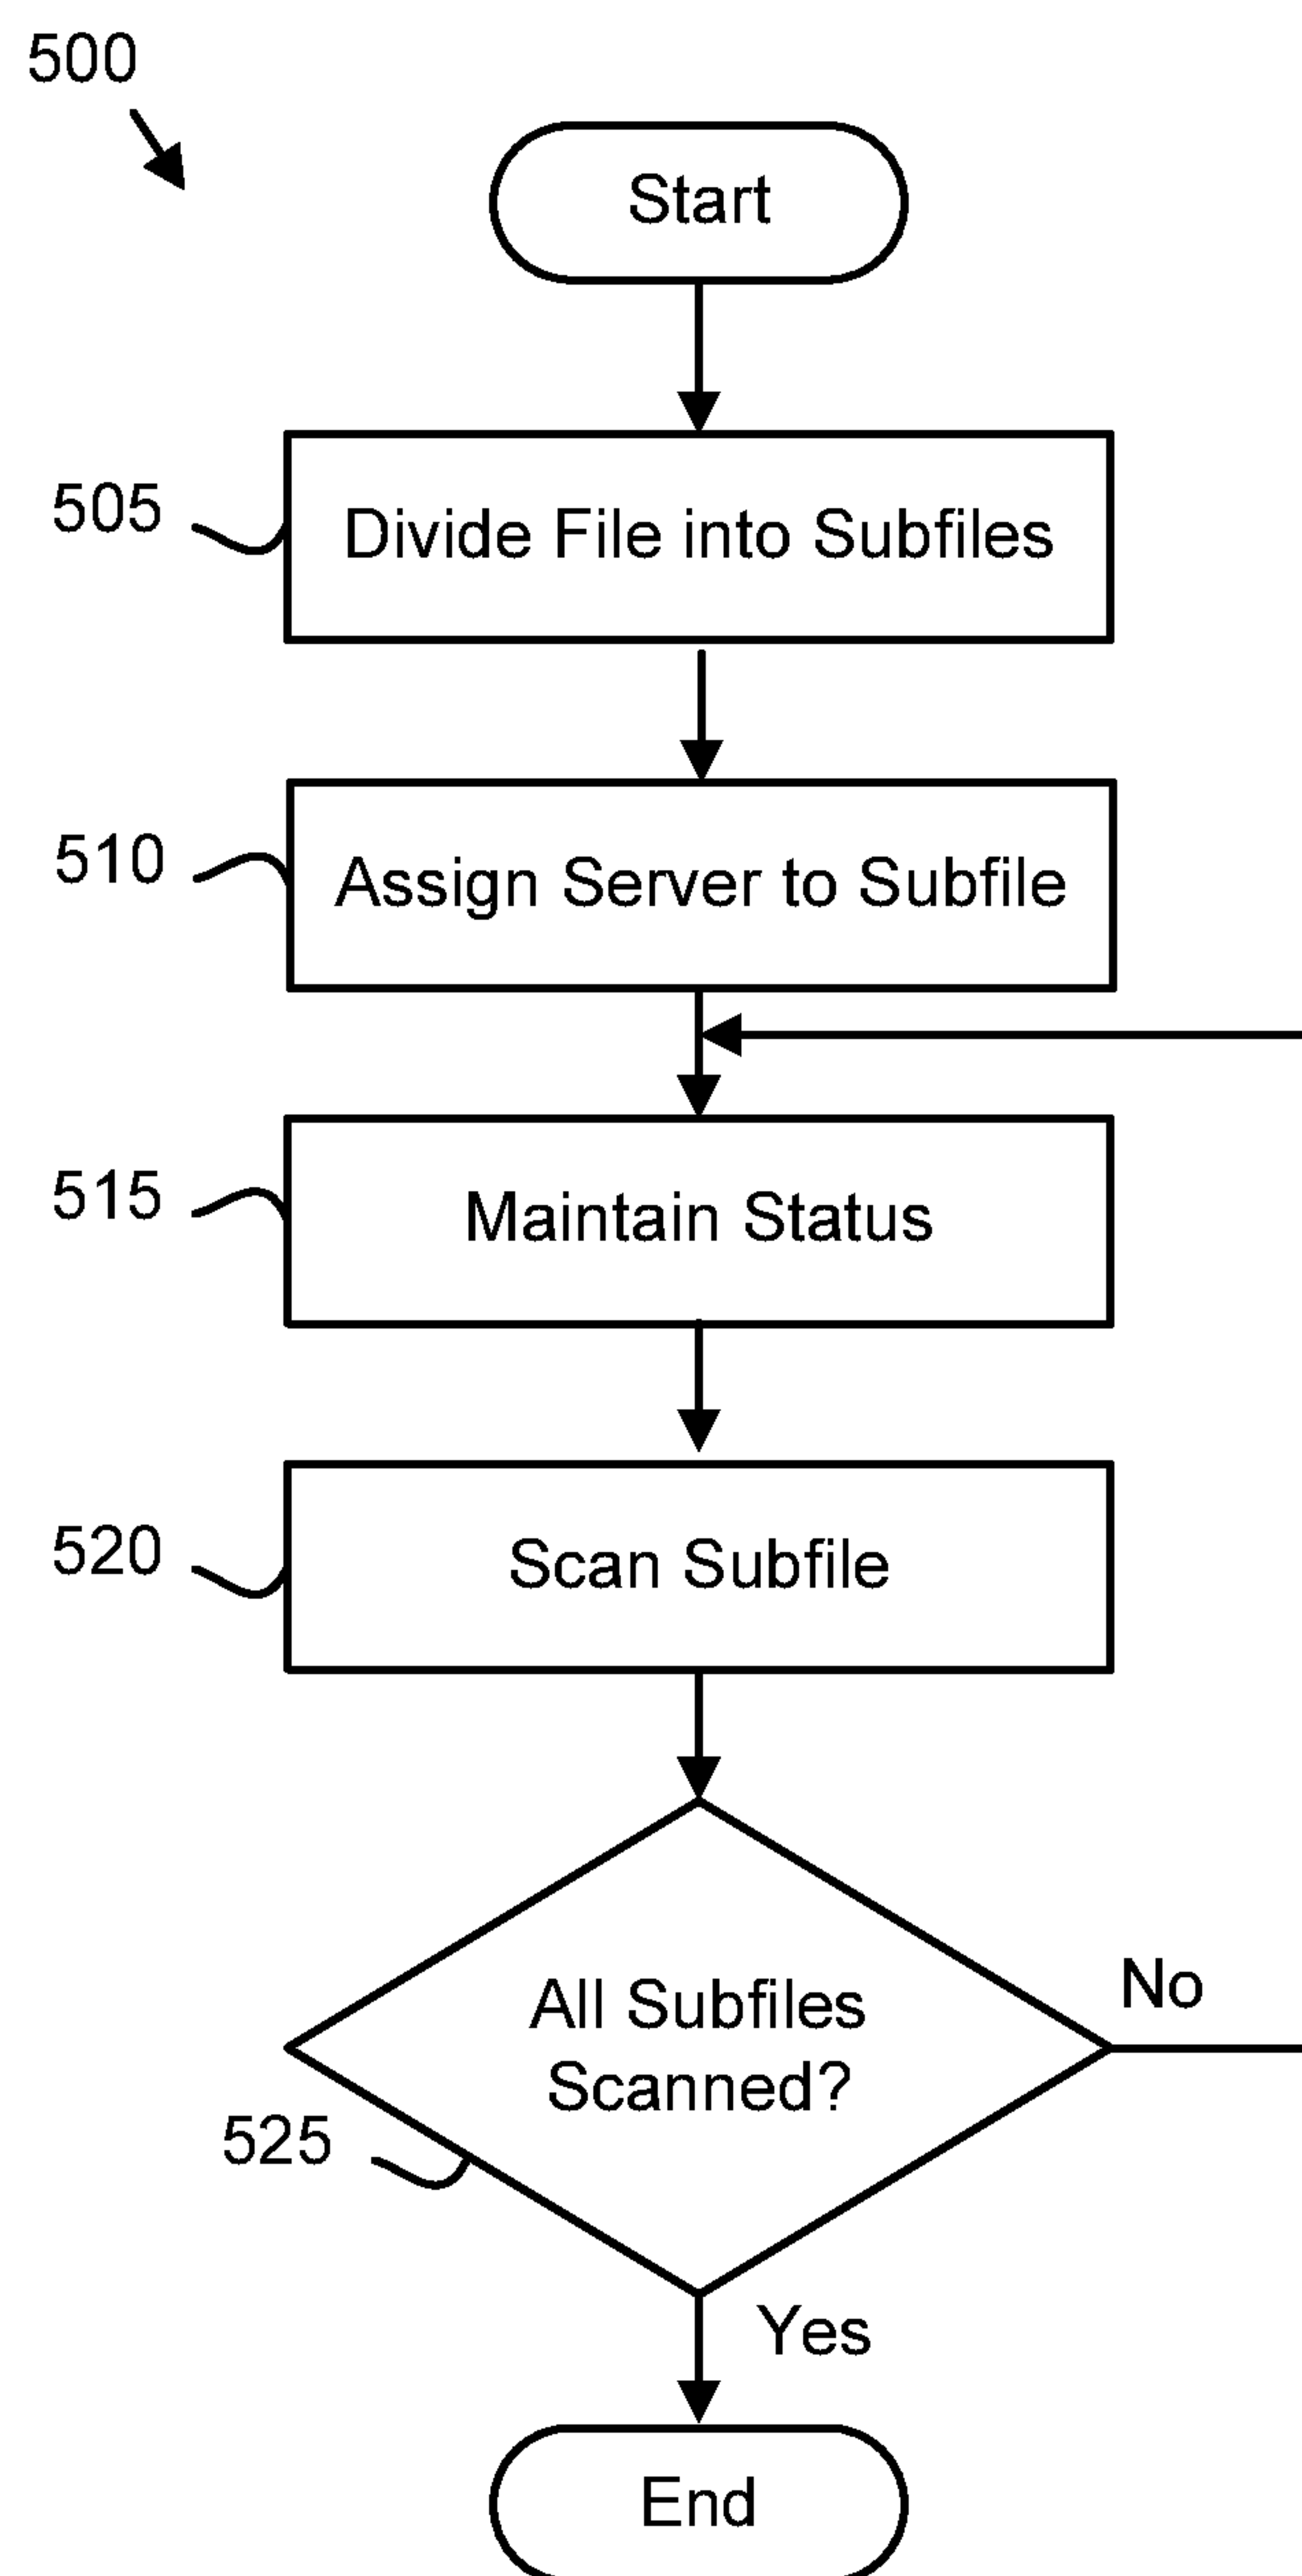 500
Start
505
Divide File into Subfiles
510
Assign Server to Subfile
515
Maintain Status
520
Scan Subfile
All Subfiles
Scanned?
No
525
Yes
End